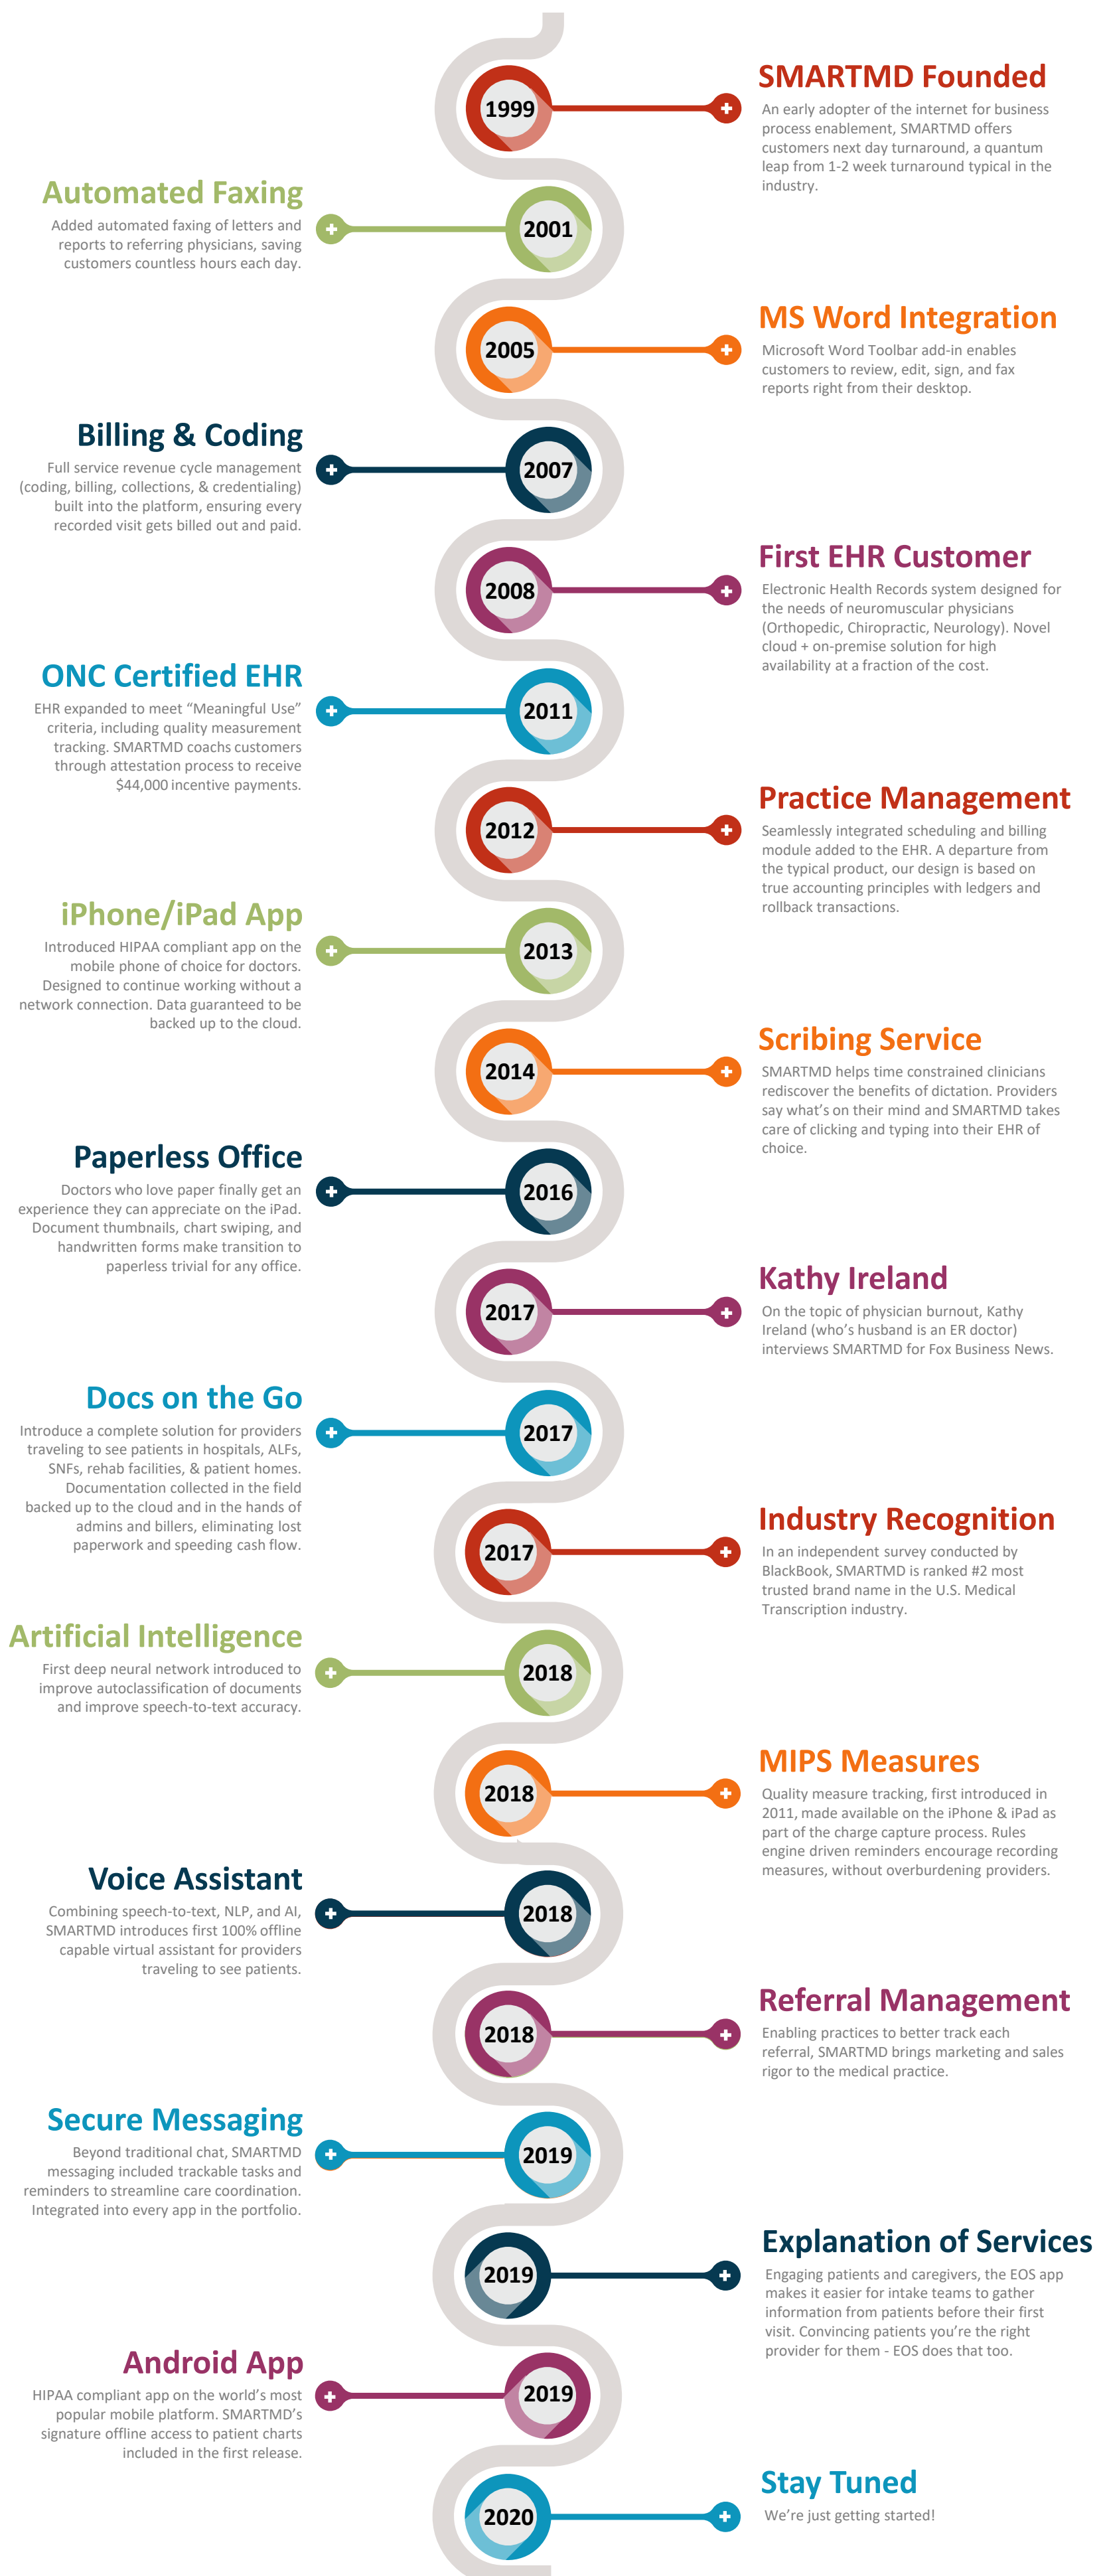 SMARTMD Founded
1999
An early adopter of the internet for business
process enablement, SMARTMD offers
customers next day turnaround, a quantum
leap from 1-2 week turnaround typical in the
industry.
Automated Faxing
2001
Added automated faxing of letters and
reports to referring physicians, saving
customers countless hours each day.
MS Word Integration
2005
Microsoft Word Toolbar add-in enables
customers to review, edit, sign, and fax
reports right from their desktop.
Billing & Coding
2007
Full service revenue cycle management
(coding, billing, collections, & credentialing)
built into the platform, ensuring every
recorded visit gets billed out and paid.
First EHR Customer
2008
Electronic Health Records system designed for
the needs of neuromuscular physicians
(Orthopedic, Chiropractic, Neurology). Novel
cloud + on-premise solution for high
availability at a fraction of the cost.
ONC Certified EHR
2011
EHR expanded to meet “Meaningful Use”
criteria, including quality measurement
tracking. SMARTMD coachs customers
through attestation process to receive
$44,000 incentive payments.
Practice Management
2012
Seamlessly integrated scheduling and billing
module added to the EHR. A departure from
the typical product, our design is based on
true accounting principles with ledgers and
rollback transactions.
iPhone/iPad App
2013
Introduced HIPAA compliant app on the
mobile phone of choice for doctors.
Designed to continue working without a
network connection. Data guaranteed to be
backed up to the cloud.
Scribing Service
2014
SMARTMD helps time constrained clinicians
rediscover the benefits of dictation. Providers
say what’s on their mind and SMARTMD takes
care of clicking and typing into their EHR of
choice.
Paperless Office
2016
Doctors who love paper finally get an
experience they can appreciate on the iPad.
Document thumbnails, chart swiping, and
handwritten forms make transition to
paperless trivial for any office.
Kathy Ireland
2017
On the topic of physician burnout, Kathy
Ireland (who’s husband is an ER doctor)
interviews SMARTMD for Fox Business News.
Docs on the Go
2017
Introduce a complete solution for providers
traveling to see patients in hospitals, ALFs,
SNFs, rehab facilities, & patient homes.
Documentation collected in the field
backed up to the cloud and in the hands of
admins and billers, eliminating lost
paperwork and speeding cash flow.
Industry Recognition
2017
In an independent survey conducted by
BlackBook, SMARTMD is ranked #2 most
trusted brand name in the U.S. Medical
Transcription industry.
Artificial Intelligence
2018
First deep neural network introduced to
improve autoclassification of documents
and improve speech-to-text accuracy.
MIPS Measures
2018
Quality measure tracking, first introduced in
2011, made available on the iPhone & iPad as
part of the charge capture process. Rules
engine driven reminders encourage recording
measures, without overburdening providers.
Voice Assistant
2018
Combining speech-to-text, NLP, and AI,
SMARTMD introduces first 100% offline
capable virtual assistant for providers
traveling to see patients.
Referral Management
2018
Enabling practices to better track each
referral, SMARTMD brings marketing and sales
rigor to the medical practice.
Secure Messaging
2019
Beyond traditional chat, SMARTMD
messaging included trackable tasks and
reminders to streamline care coordination.
Integrated into every app in the portfolio.
Explanation of Services
2019
Engaging patients and caregivers, the EOS app
makes it easier for intake teams to gather
information from patients before their first
visit. Convincing patients you’re the right
provider for them - EOS does that too.
Android App
2019
HIPAA compliant app on the world’s most
popular mobile platform. SMARTMD’s
signature offline access to patient charts
included in the first release.
Stay Tuned
2020
We’re just getting started!